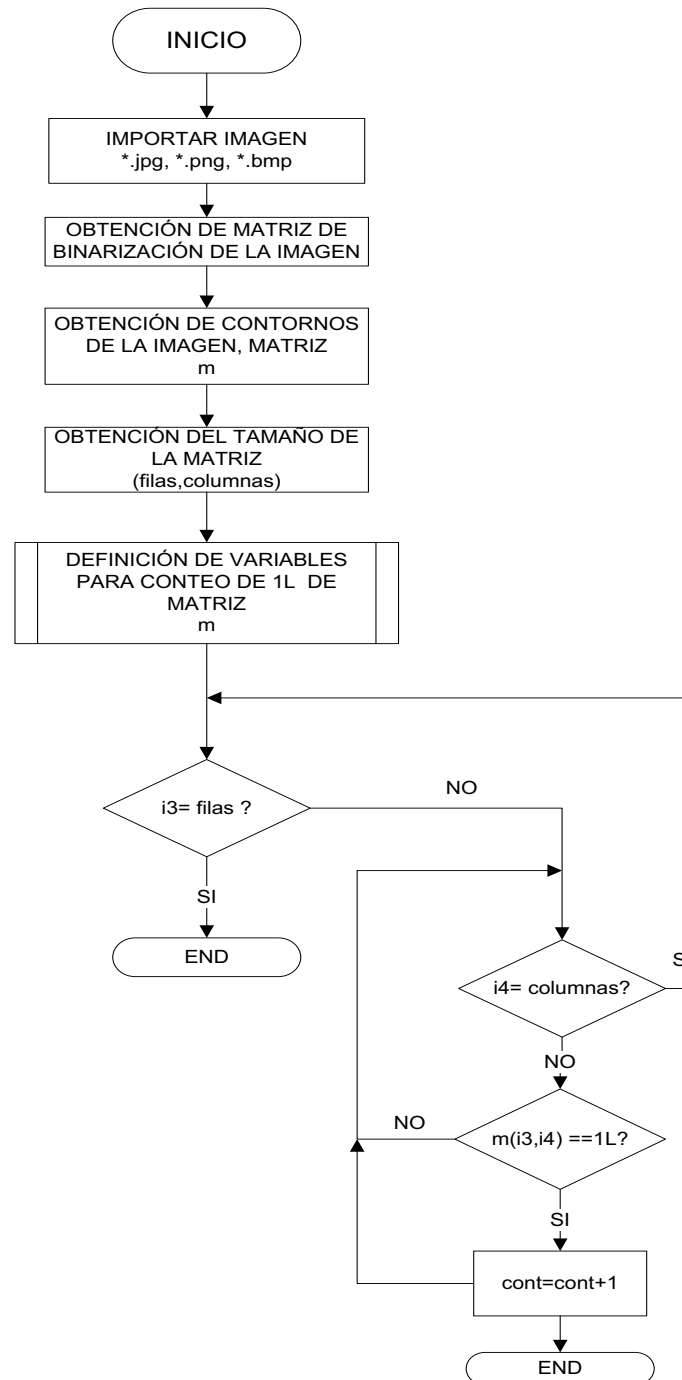 INICIO
IMPORTAR IMAGEN
*.jpg, *.png, *.bmp
OBTENCIÓN DE MATRIZ DE
BINARIZACIÓN DE LA IMAGEN
OBTENCIÓN DE CONTORNOS
DE LA IMAGEN, MATRIZ
m
OBTENCIÓN DEL TAMAÑO DE
LA MATRIZ
(filas,columnas)
DEFINICIÓN DE VARIABLES
PARA CONTEO DE 1L DE
MATRIZ
m
i3= filas ?
NO
SI
END
i4= columnas?
S
NO
m(i3,i4) ==1L?
NO
SI
cont=cont+1
END